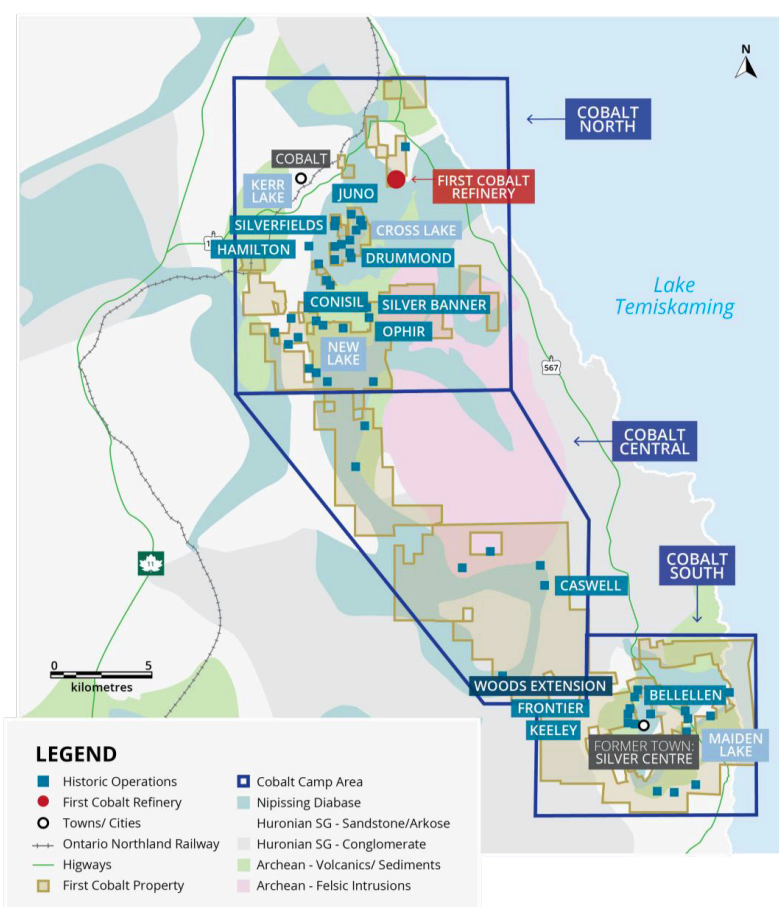 N
COBALT
NORTH
COBALT
KERR
LAKE
JUNO
FIRST COBALT
REFINERY
SILVERFIELDS
CROSS LAKE
HAMILTON
DRUMMOND
Lake
Temiskaming
CONISIL
SILVER BANNER
OPHIR
NEW
LAKE
567
COBALT
CENTRAL
11
COBALT
SOUTH
CASWELL
0 5
kilometres
WOODS EXTENSION
BELLELLEN
FRONTIER
KEELEY
FORMER TOWN:
SILVER CENTRE
MAIDEN
LAKE
LEGEND
Historic Operations
First Cobalt Refinery
Towns/ Cities
Ontario Northland Railway
Higways
First Cobalt Property
Cobalt Camp Area
Nipissing Diabase
Huronian SG - Sandstone/Arkose
Huronian SG - Conglomerate
Archean - Volcanics/ Sediments
Archean - Felsic Intrusions